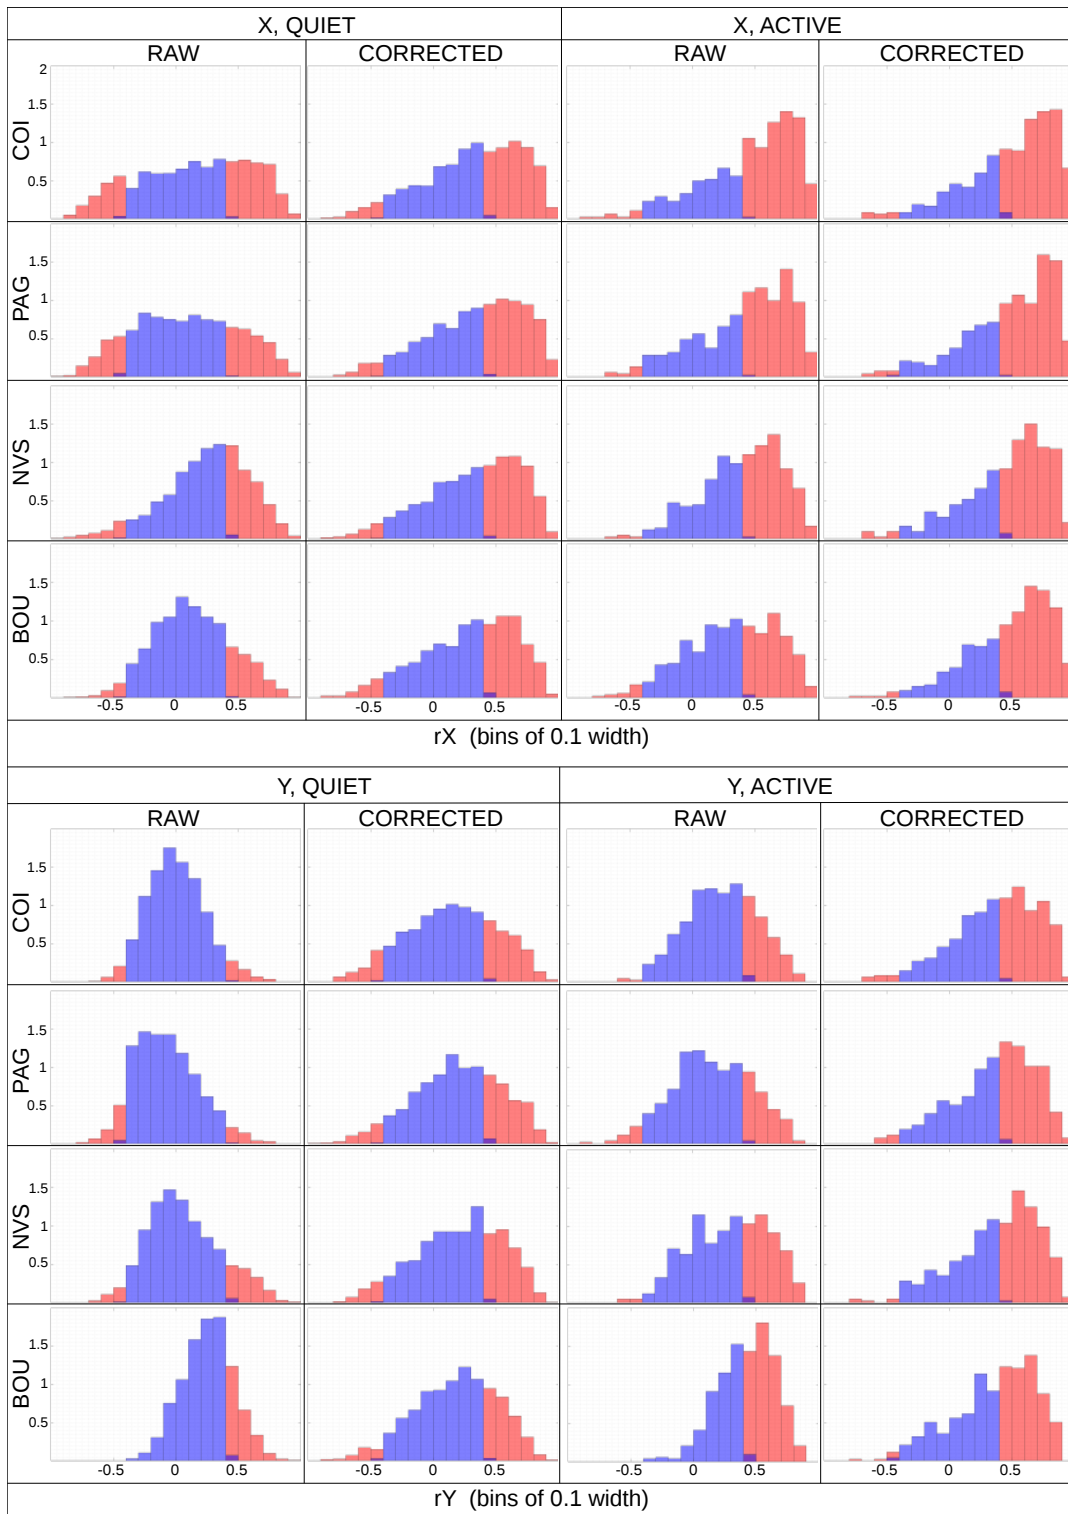 X, QUIET X, ACTIVE
RAW CORRECTED RAW CORRECTED
COI 2 1.5 1 0.5
PAG 1.5 1 0.5
NVS 1.5 1 0.5
BOU 1.5 1 0.5
-0.5 0 0.5 -0.5 0 0.5 -0.5 0 0.5 -0.5 0 0.5
rX (bins of 0.1 width)
Y, QUIET Y, ACTIVE
RAW CORRECTED RAW CORRECTED
COI 1.5 1 0.5
PAG 1.5 1 0.5
NVS 1.5 1 0.5
BOU 1.5 1 0.5
-0.5 0 0.5 -0.5 0 0.5 -0.5 0 0.5 -0.5 0 0.5
rY (bins of 0.1 width)